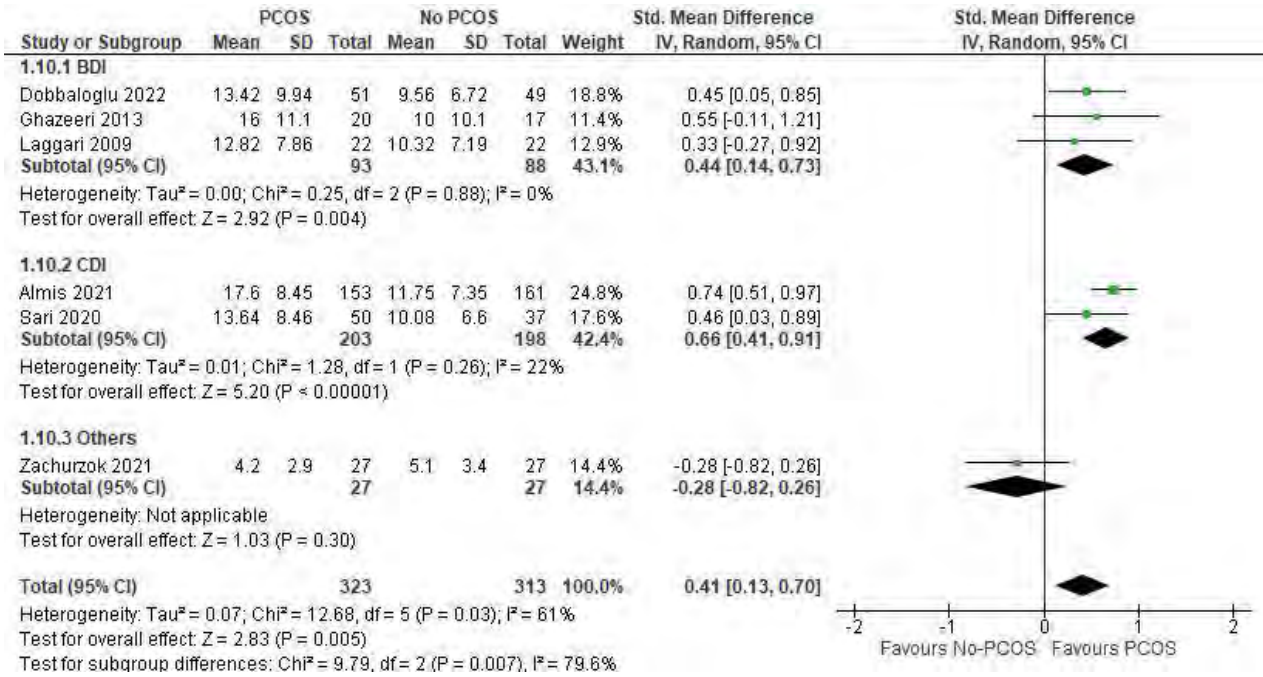 PCOS No PCOS Std. Mean Difference Std. Mean Difference
Study or Subgroup Mean SD Total Mean SD Total Weight IV, Random, 95% CI IV, Random, 95% CI
1.10.1 BDI
Dobbaloglu 2022 13.42 9.94 51 9.56 6.72 49 18.8% 0.45 [0.05, 0.85]
Ghazeeri 2013 16 11.1 20 10 10.1 17 11.4% 0.55 [-0.11, 1.21]
Laggari 2009 12.82 7.86 22 10.32 7.19 22 12.9% 0.33 [-0.27, 0.92]
Subtotal (95% CI) 93 88 43.1% 0.44 [0.14, 0.73]
Heterogeneity: Tau² = 0.00; Chi² = 0.25, df = 2 (P = 0.88); I² = 0%
Test for overall effect: Z = 2.92 (P = 0.004)
1.10.2 CDI
Almis 2021 17.6 8.45 153 11.75 7.35 161 24.8% 0.74 [0.51, 0.97]
Sari 2020 13.64 8.46 50 10.08 6.6 37 17.6% 0.46 [0.03, 0.89]
Subtotal (95% CI) 203 198 42.4% 0.66 [0.41, 0.91]
Heterogeneity: Tau² = 0.01; Chi² = 1.28, df = 1 (P = 0.26); I² = 22%
Test for overall effect: Z = 5.20 (P < 0.00001)
1.10.3 Others
Zachurzok 2021 4.2 2.9 27 5.1 3.4 27 14.4% -0.28 [-0.82, 0.26]
Subtotal (95% CI) 27 27 14.4% -0.28 [-0.82, 0.26]
Heterogeneity: Not applicable
Test for overall effect: Z = 1.03 (P = 0.30)
Total (95% CI) 323 313 100.0% 0.41 [0.13, 0.70]
Heterogeneity: Tau² = 0.07; Chi² = 12.68, df = 5 (P = 0.03); I² = 61%
Test for overall effect: Z = 2.83 (P = 0.005)
Test for subgroup differences: Chi² = 9.79, df = 2 (P = 0.007), I² = 79.6%
-2 -1 0 1 2
Favours No-PCOS Favours PCOS